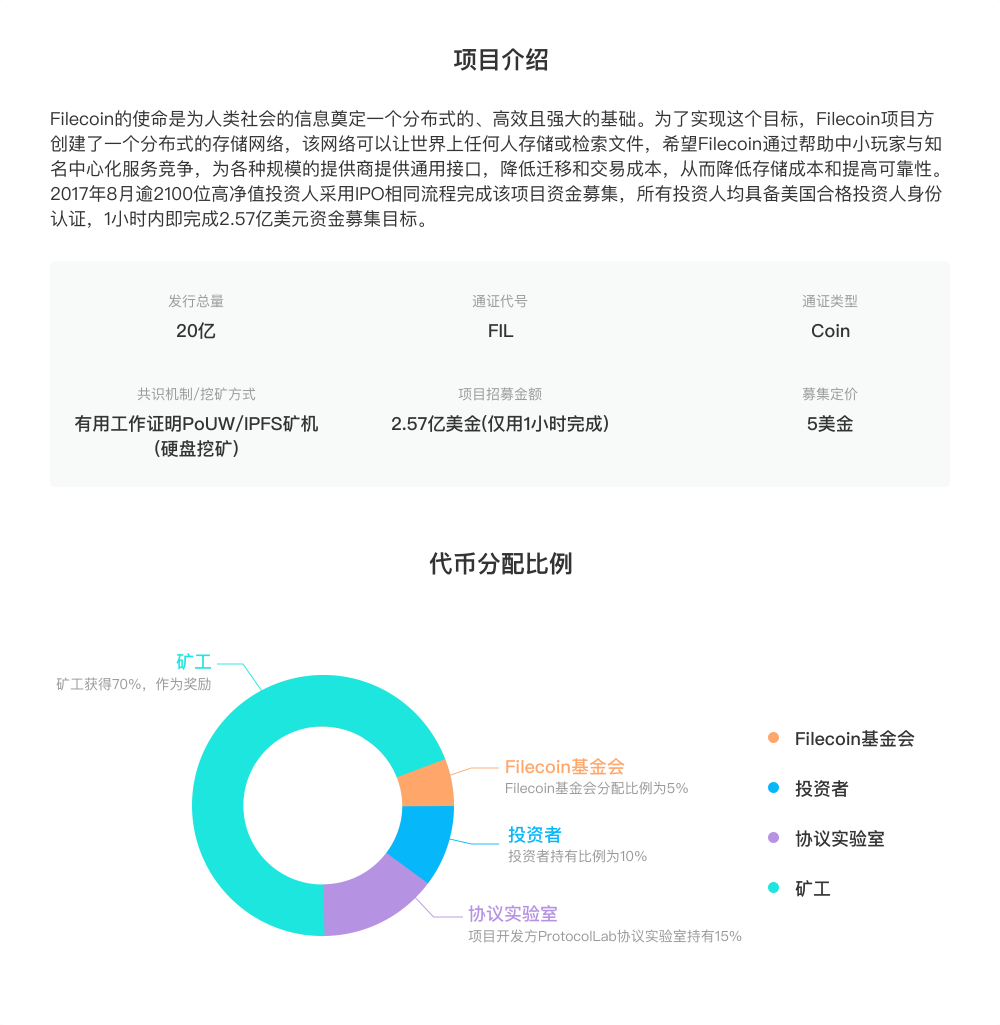 项目介绍
Filecoin的使命是为人类社会的信息奠定一个分布式的、高效且强大的基础。为了实现这个目标，Filecoin项目方
创建了一个分布式的存储网络，该网络可以让世界上任何人存储或检索文件，希望Filecoin通过帮助中小玩家与知
名中心化服务竞争，为各种规模的提供商提供通用接口，降低迁移和交易成本，从而降低存储成本和提高可靠性。
2017年8月逾2100位高净值投资人采用IPO相同流程完成该项目资金募集，所有投资人均具备美国合格投资人身份
认证，1小时内即完成2.57亿美元资金募集目标。
发行总量
20亿
通证代号
FIL
通证类型
Coin
共识机制/挖矿方式
有用工作证明PoUW/IPFS矿机
（硬盘挖矿）
项目招募金额
2.57亿美金(仅用1小时完成)
募集定价
5美金
代币分配比例
矿工
矿工获得70%，作为奖励
Filecoin基金会
Filecoin基金会分配比例为5%
投资者
投资者持有比例为10%
协议实验室
项目开发方ProtocolLab协议实验室持有15%
Filecoin基金会
投资者
协议实验室
矿工